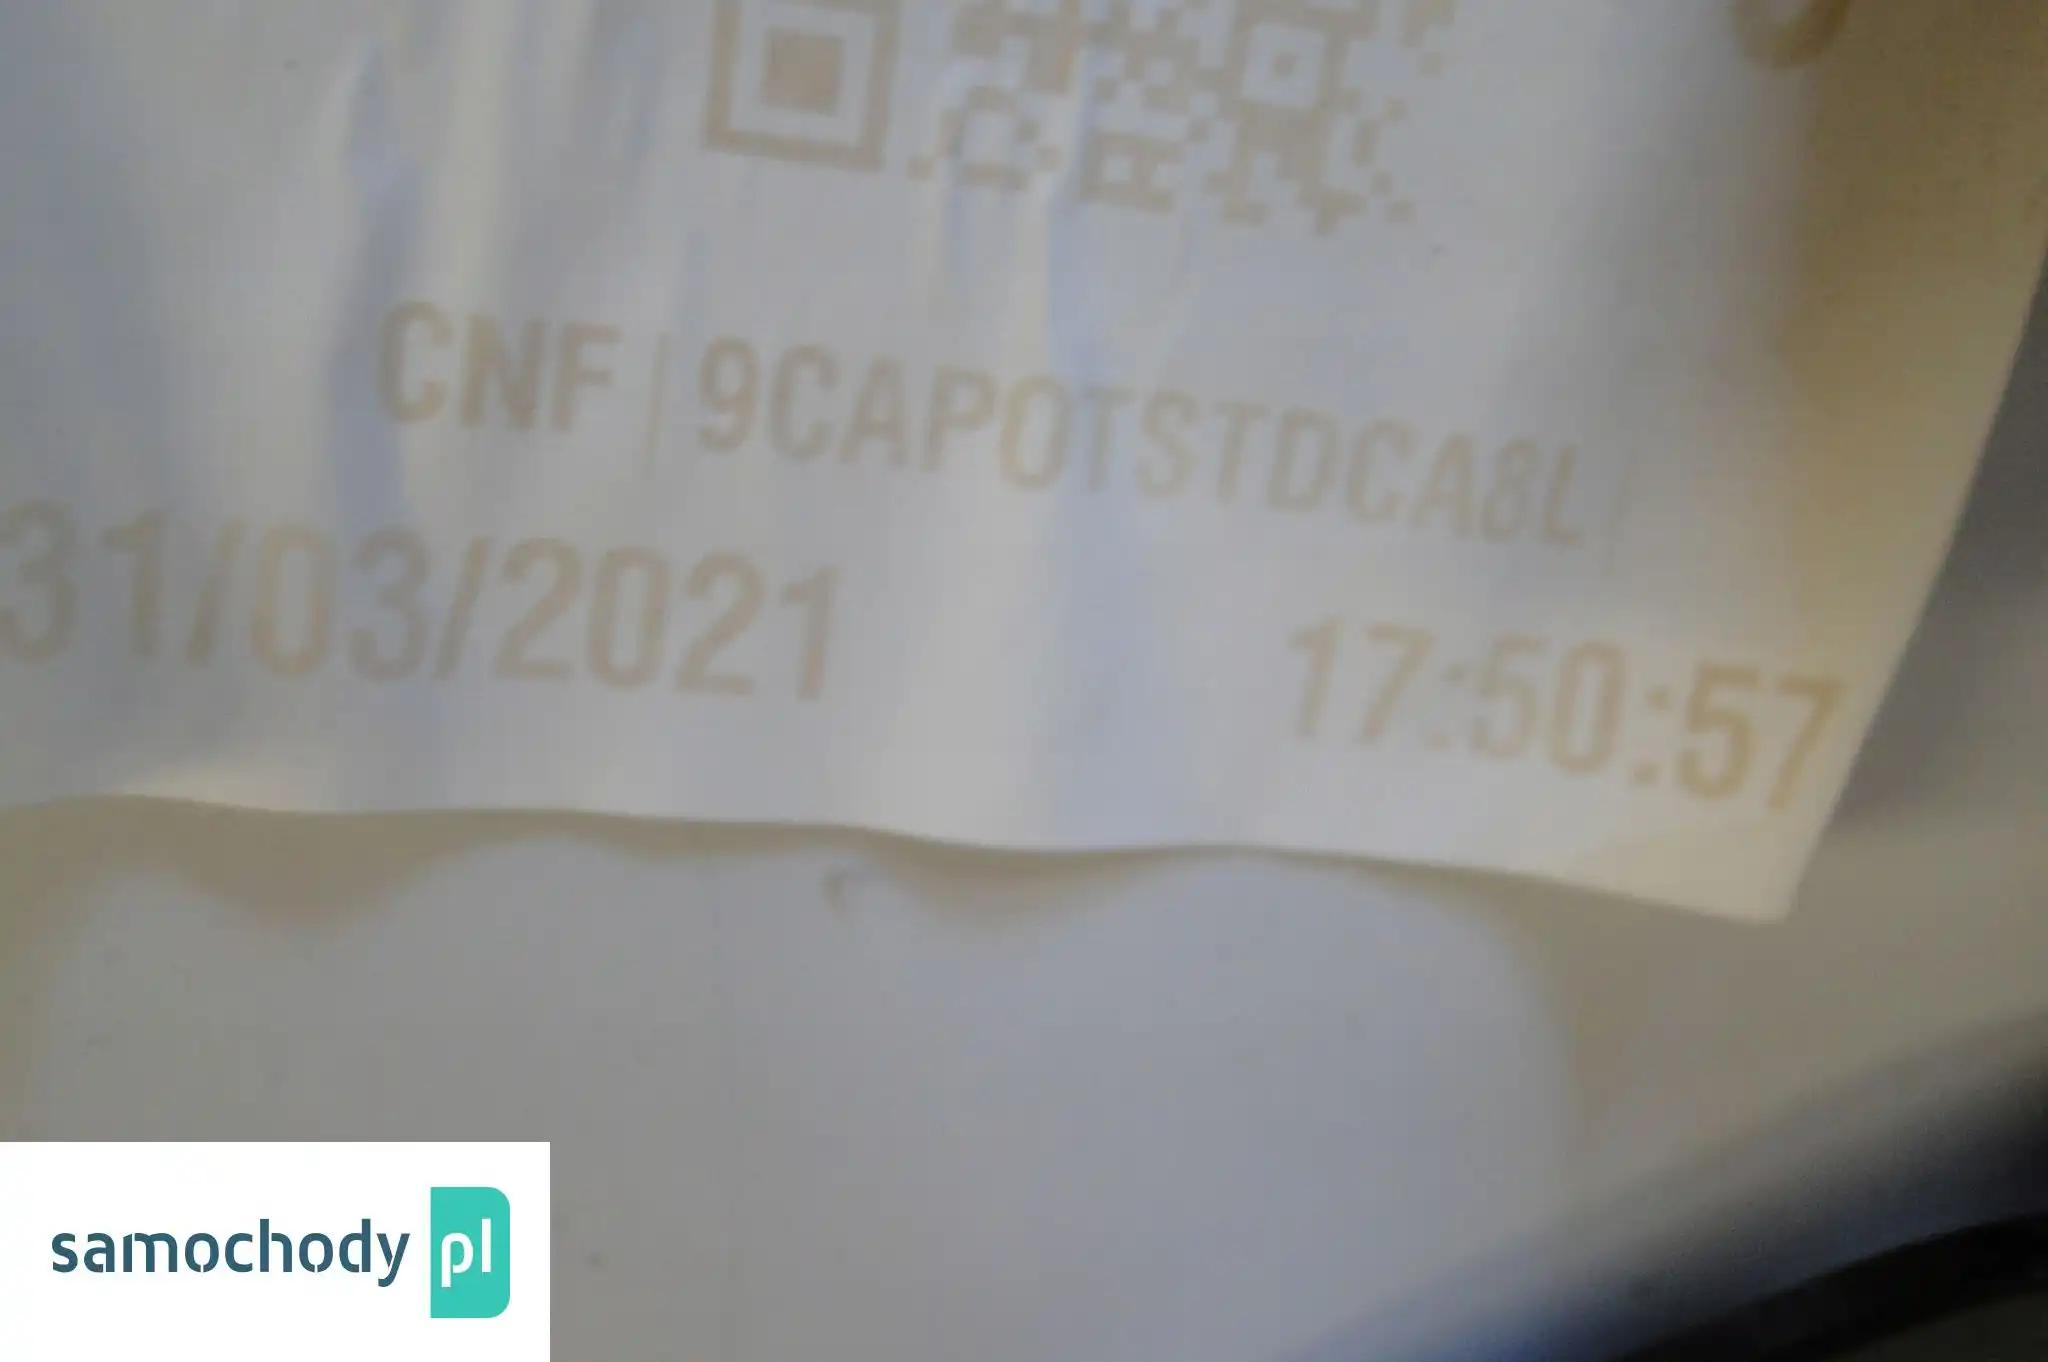 CNF | 9CAPOTSTDCA8L
31/03/2021 17:50:57
samochody pl